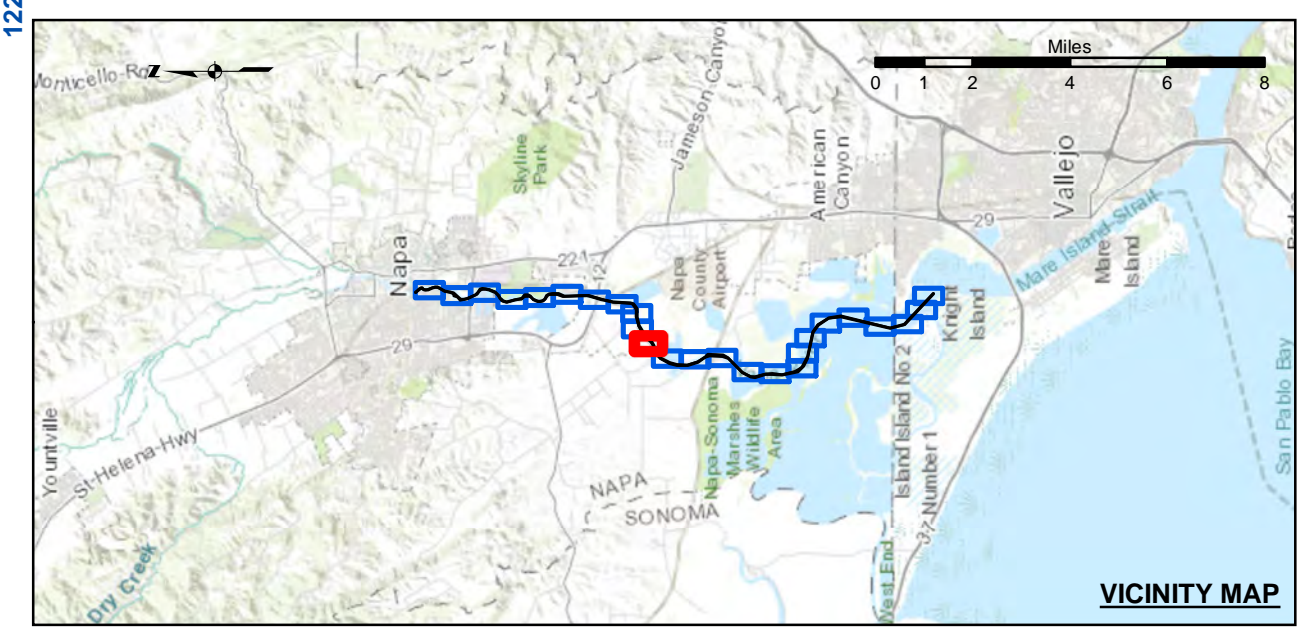 122
Miles
0 1 2 4 6 8
Monticello-Rd
Z
Jameson Canyon
Skyline
Park
American
Canyon
Vallejo
29
Mare Island-Strait
Mare
Island
Napa
221
12
Napa
County
Airport
Knight
Island
29
San Pablo Bay
Yountville
St-Helena-Hwy
Napa-Sonoma
Marshes
Wildlife
Area
Island Island No 2
37-Number 1
NAPA
SONOMA
Dry Creek
West End
VICINITY MAP